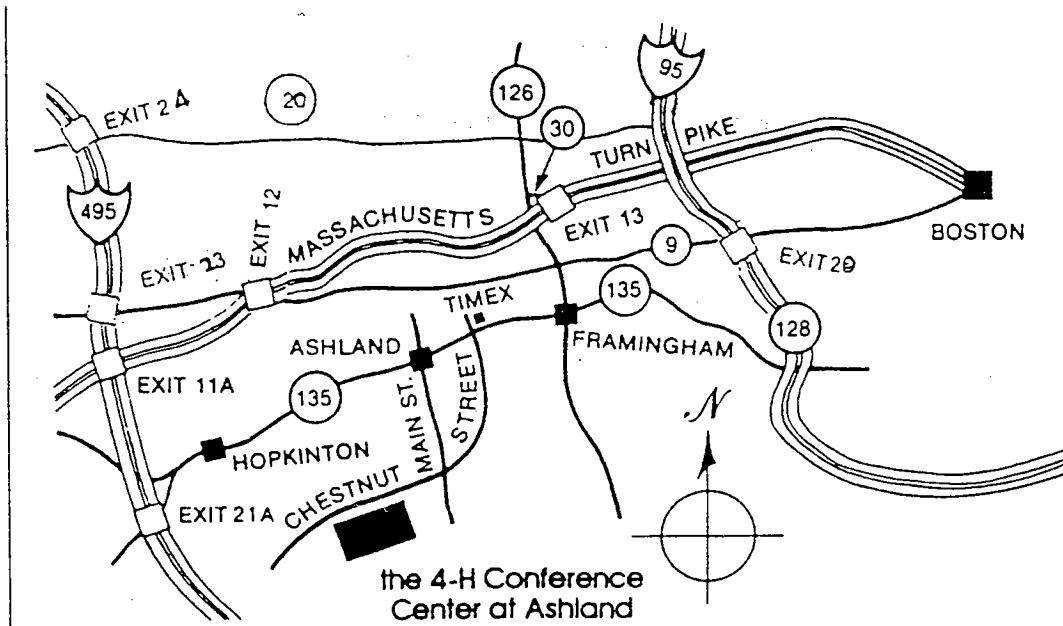 EXIT 24
20
126
30
95
TURN PIKE
495
EXIT 12
MASSACHUSETTS
EXIT 13
BOSTON
EXIT 23
9
EXIT 20
TIMEX
135
128
ASHLAND
FRAMINGHAM
EXIT 11A
135
MAIN ST.
STREET
N
HOPKINTON
CHESTNUT
EXIT 21A
the 4-H Conference
Center at Ashland